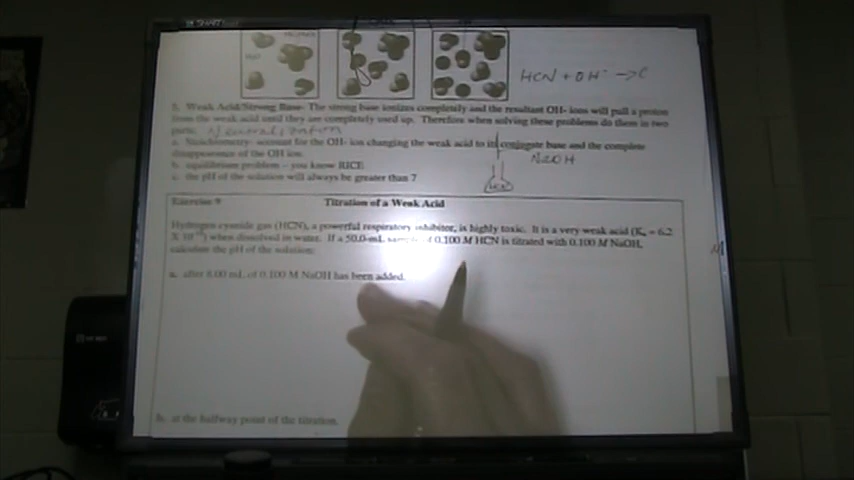 HCN + OH⁻ → C
2. Weak Acid/Strong Base- The strong base ionizes completely and the resultant OH- ions will pull a proton
from the weak acid until they are completely used up. Therefore when solving these problems do them in two
parts.
a. Stoichiometry- account for the OH- ion changing the weak acid to its conjugate base and the complete
disappearance of the OH ion.
NaOH
b. equilibrium problem - you know RICE
c. the pH of the solution will always be greater than 7
HCN
Exercise 9 Titration of a Weak Acid
Hydrogen cyanide gas (HCN), a powerful respiratory inhibitor, is highly toxic. It is a very weak acid (Kₐ = 6.2
X 10) when dissolved in water. If a 50.0-mL sample of 0.100 M HCN is titrated with 0.100 M NaOH,
calculate the pH of the solution:
a. after 8.00 mL of 0.100 M NaOH has been added.
b. at the halfway point of the titration.